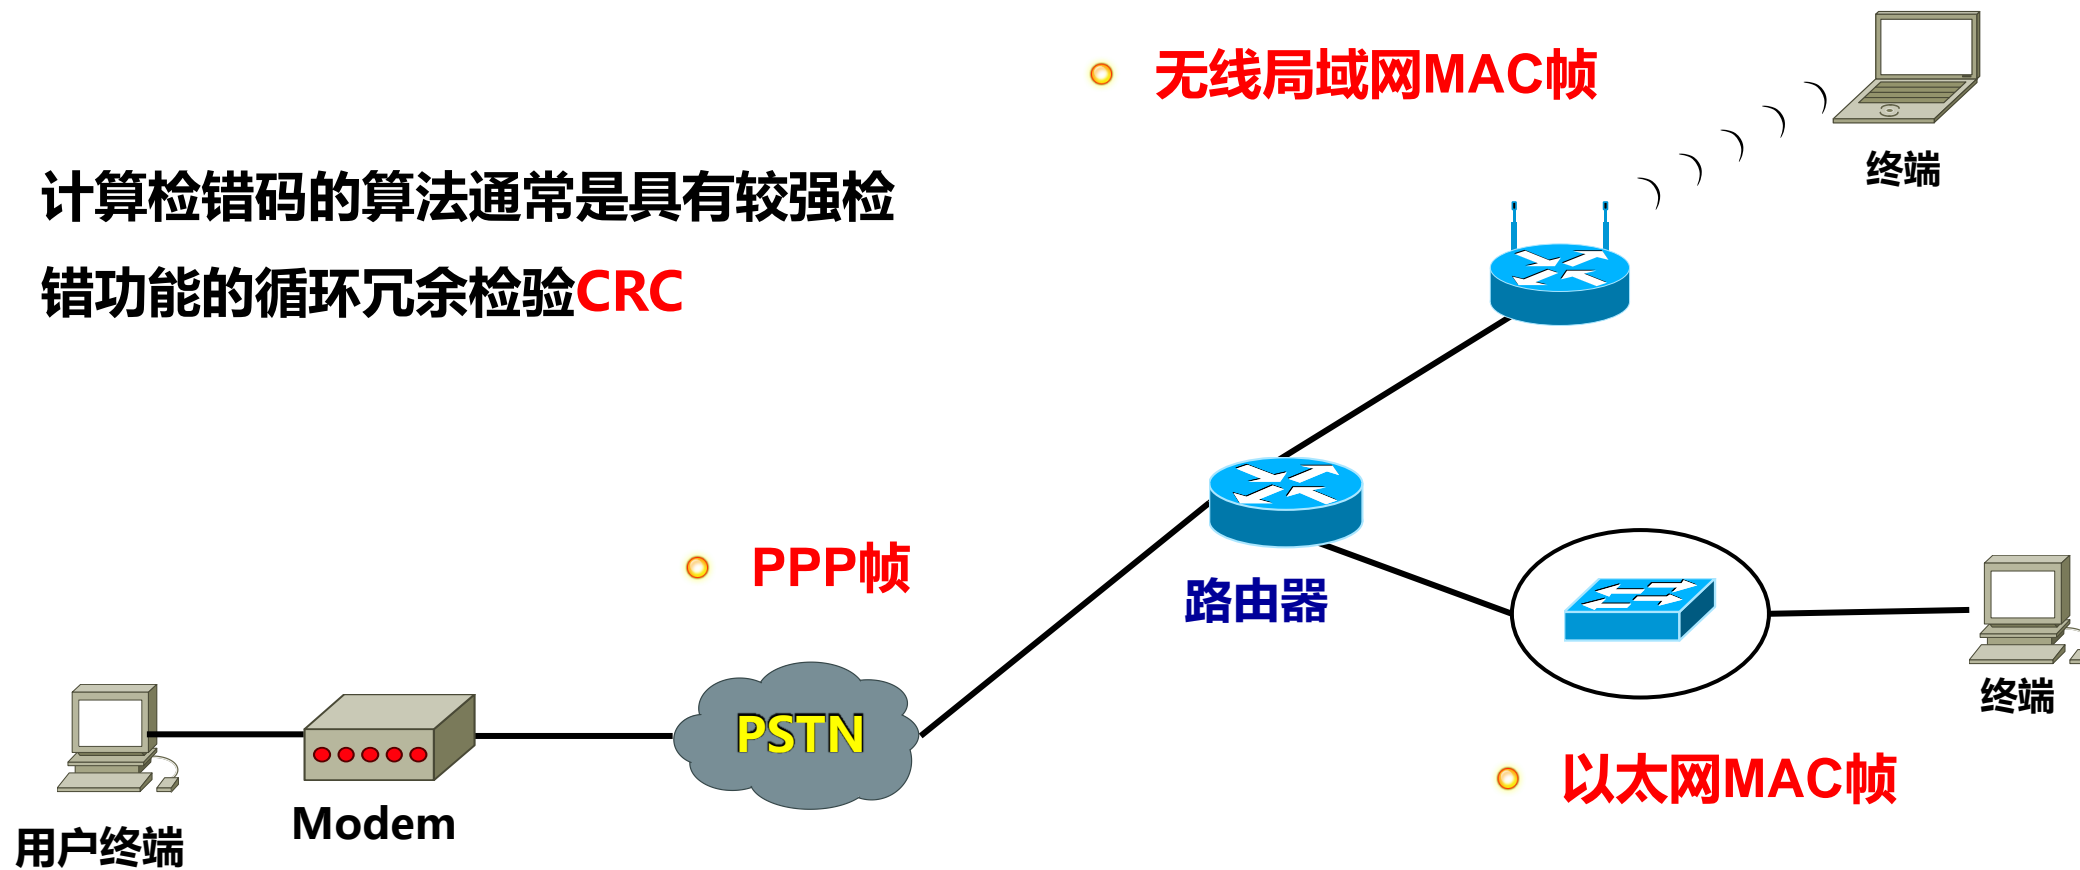 无线局域网MAC帧
终端
计算检错码的算法通常是具有较强检
错功能的循环冗余检验CRC
PPP帧
路由器
PSTN
终端
以太网MAC帧
Modem
用户终端